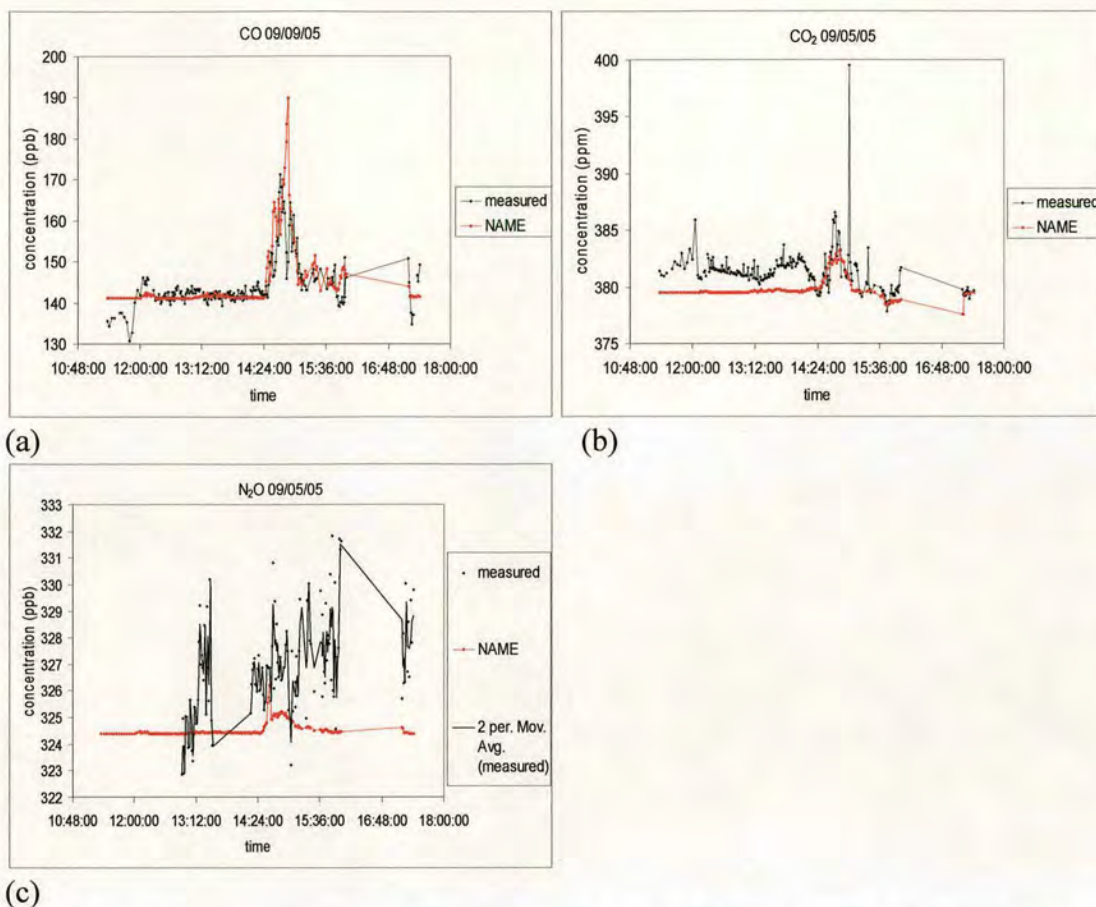 CO 09/09/05
200
190
180
170
160
150
140
130
concentration (ppb)
10:48:00 12:00:00 13:12:00 14:24:00 15:36:00 16:48:00 18:00:00
time
measured
NAME
(a)
CO₂ 09/05/05
400
395
390
385
380
375
concentration (ppm)
10:48:00 12:00:00 13:12:00 14:24:00 15:36:00 16:48:00 18:00:00
time
measured
NAME
(b)
N₂O 09/05/05
333
332
331
330
329
328
327
326
325
324
323
322
concentration (ppb)
10:48:00 12:00:00 13:12:00 14:24:00 15:36:00 16:48:00 18:00:00
time
measured
NAME
2 per. Mov.
Avg.
(measured)
(c)